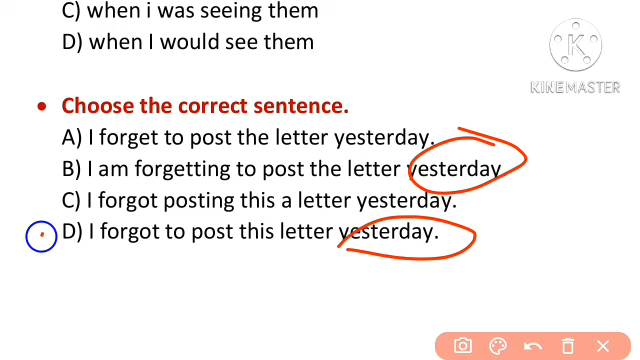 C) when i was seeing them
D) when I would see them
K
KINEMASTER
• Choose the correct sentence.
A) I forget to post the letter yesterday.
B) I am forgetting to post the letter yesterday
C) I forgot posting this a letter yesterday.
D) I forgot to post this letter yesterday.